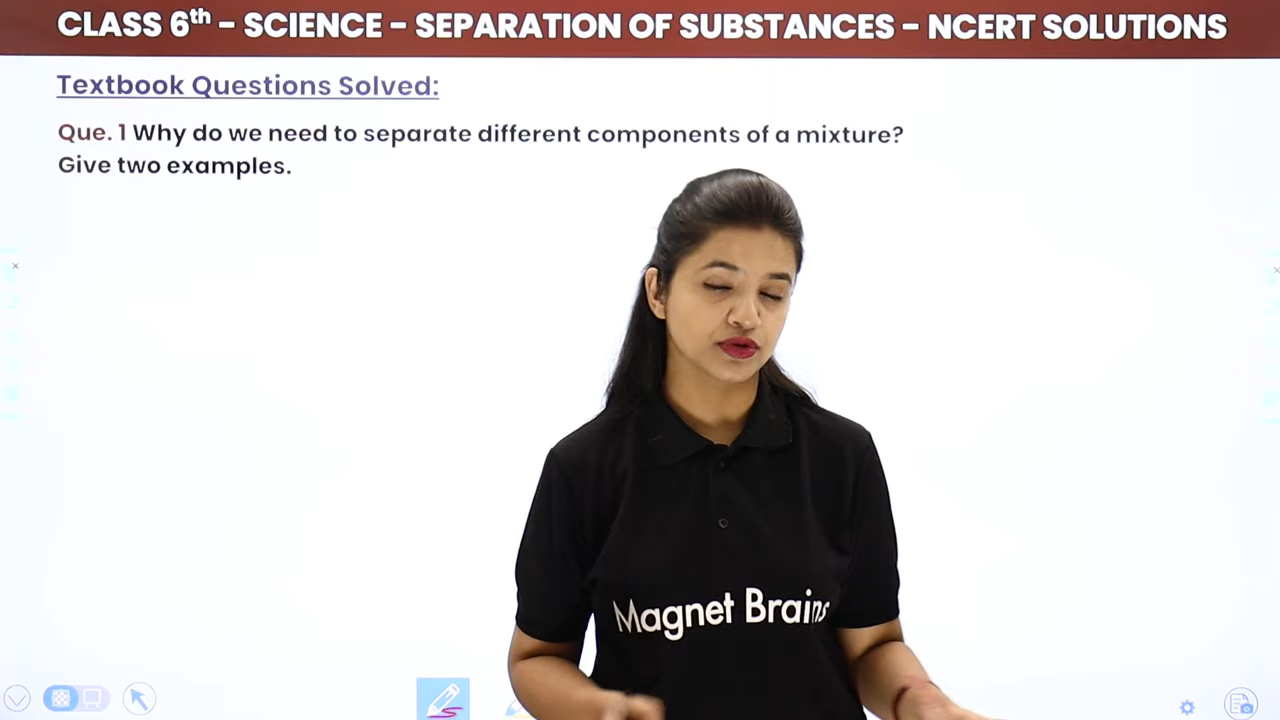 CLASS 6th - SCIENCE - SEPARATION OF SUBSTANCES - NCERT SOLUTIONS
Textbook Questions Solved:
Que. 1 Why do we need to separate different components of a mixture?
Give two examples.
Magnet Brains